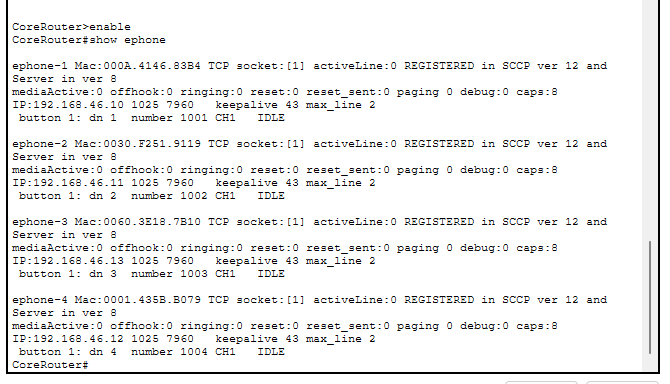 CoreRouter>enable
CoreRouter#show ephone
ephone-1 Mac:000A.4146.83B4 TCP socket:[1] activeLine:0 REGISTERED in SCCP ver 12 and
Server in ver 8
mediaActive:0 offhook:0 ringing:0 reset:0 reset_sent:0 paging 0 debug:0 caps:8
IP:192.168.46.10 1025 7960   keepalive 43 max_line 2
 button 1: dn 1  number 1001 CH1   IDLE
ephone-2 Mac:0030.F251.9119 TCP socket:[1] activeLine:0 REGISTERED in SCCP ver 12 and
Server in ver 8
mediaActive:0 offhook:0 ringing:0 reset:0 reset_sent:0 paging 0 debug:0 caps:8
IP:192.168.46.11 1025 7960   keepalive 43 max_line 2
 button 1: dn 2  number 1002 CH1   IDLE
ephone-3 Mac:0060.3E18.7B10 TCP socket:[1] activeLine:0 REGISTERED in SCCP ver 12 and
Server in ver 8
mediaActive:0 offhook:0 ringing:0 reset:0 reset_sent:0 paging 0 debug:0 caps:8
IP:192.168.46.13 1025 7960   keepalive 43 max_line 2
 button 1: dn 3  number 1003 CH1   IDLE
ephone-4 Mac:0001.435B.B079 TCP socket:[1] activeLine:0 REGISTERED in SCCP ver 12 and
Server in ver 8
mediaActive:0 offhook:0 ringing:0 reset:0 reset_sent:0 paging 0 debug:0 caps:8
IP:192.168.46.12 1025 7960   keepalive 43 max_line 2
 button 1: dn 4  number 1004 CH1   IDLE
CoreRouter#